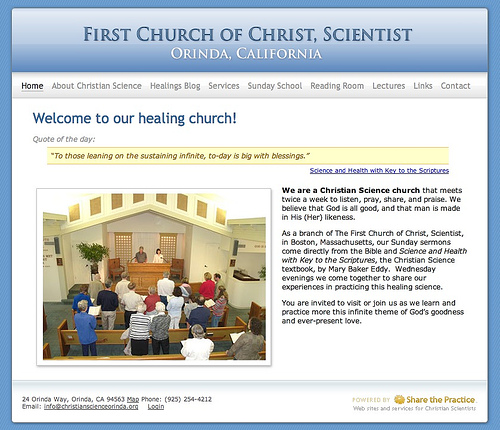 First Church of Christ, Scientist
Orinda, California
Home About Christian Science Healings Blog Services Sunday School Reading Room Lectures Links Contact
Welcome to our healing church!
Quote of the day:
“To those leaning on the sustaining infinite, to-day is big with blessings.”
Science and Health with Key to the Scriptures
We are a Christian Science church that meets
twice a week to listen, pray, share, and praise. We
believe that God is all good, and that man is made
in His (Her) likeness.
As a branch of The First Church of Christ, Scientist,
in Boston, Massachusetts, our Sunday sermons
come directly from the Bible and Science and Health
with Key to the Scriptures, the Christian Science
textbook, by Mary Baker Eddy. Wednesday
evenings we come together to share our
experiences in practicing this healing science.
You are invited to visit or join us as we learn and
practice more this infinite theme of God's goodness
and ever-present love.
24 Orinda Way, Orinda, CA 94563 Map Phone: (925) 254-4212
Email: info@christianscienceorinda.org Login
POWERED BY Share the Practice.
Web sites and services for Christian Scientists